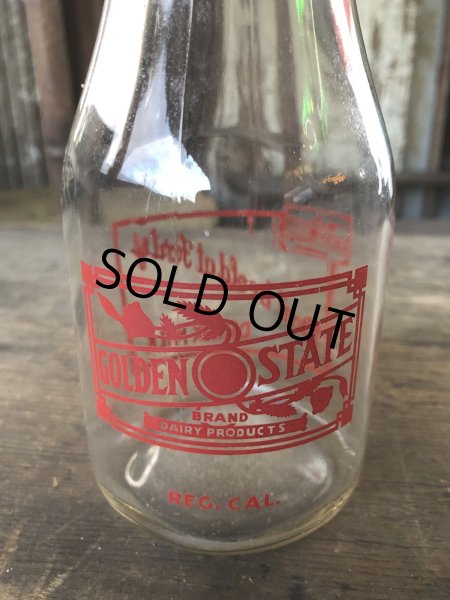 SOLD OUT
GOLDEN STATE
BRAND
DAIRY PRODUCTS
REG. CAL.